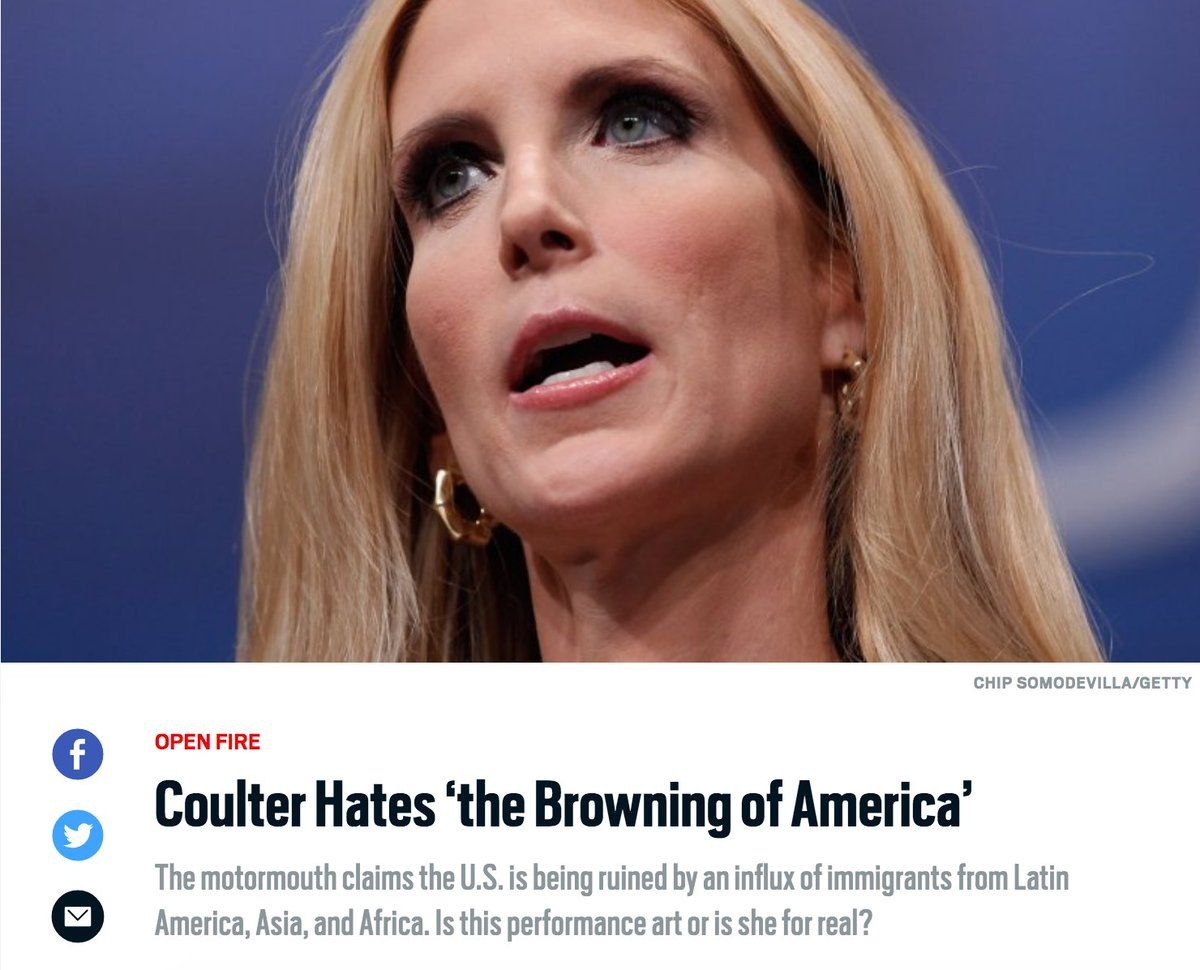 CHIP SOMODEVILLA/GETTY
OPEN FIRE
Coulter Hates ‘the Browning of America’
The motormouth claims the U.S. is being ruined by an influx of immigrants from Latin
America, Asia, and Africa. Is this performance art or is she for real?